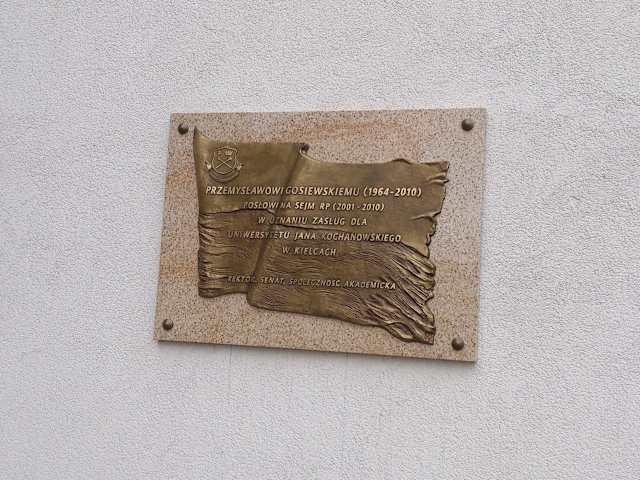 PRZEMYSŁAWOWI GOSIEWSKIEMU (1964-2010)
POSŁOWI NA SEJM RP (2001-2010)
W UZNANIU ZASŁUG DLA
UNIWERSYTETU JANA KOCHANOWSKIEGO
W KIELCACH
REKTOR, SENAT, SPOŁECZNOŚĆ AKADEMICKA